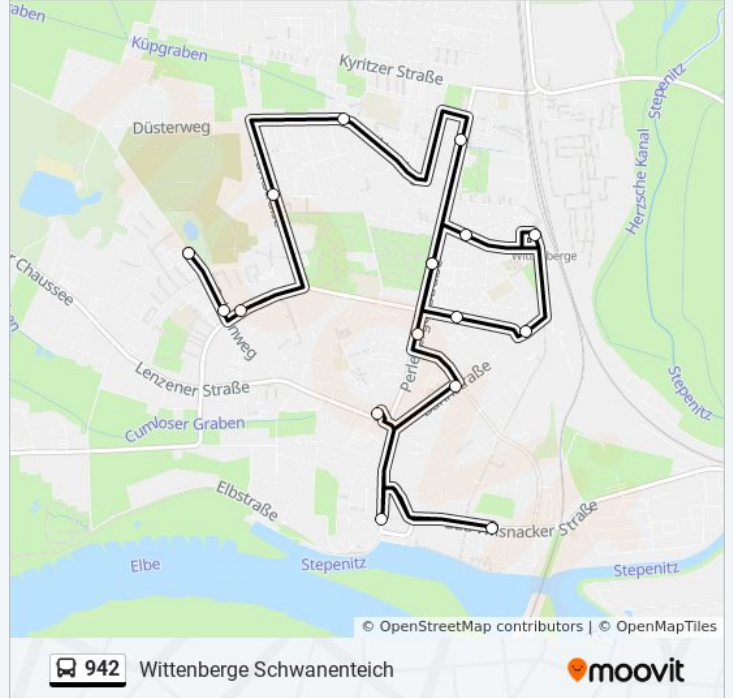 aben
Küpgraben
Kyritzer Straße
Stepenitz
Düsterweg
Herzsche Kanal
r Chaussee
Lenzener Straße
Cumloser Graben
Stepenitz
Elbstraße
Elbe
Stepenitz
Stepenitz
© OpenStreetMap contributors | © OpenMapTiles
942 Wittenberge Schwanenteich
moovit